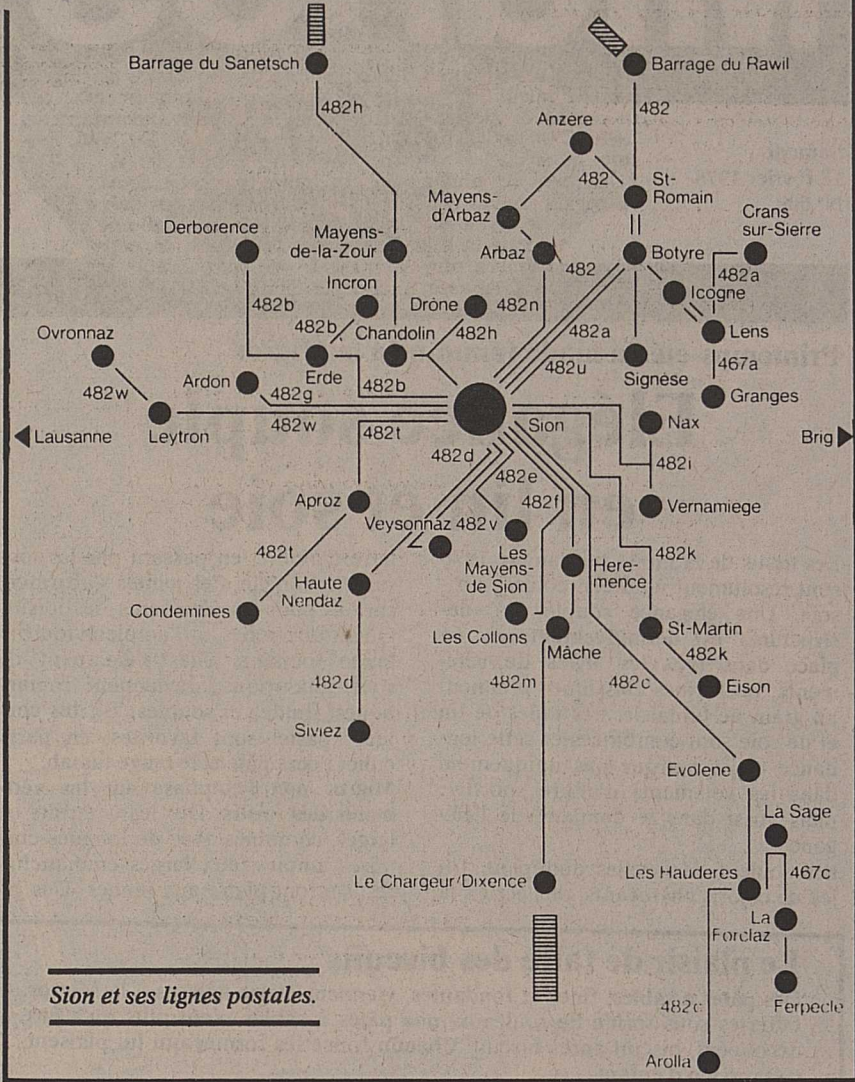 Barrage du Sanetsch
Barrage du Rawil
482h
482
Anzere
482
St-
Romain
Mayens-
d'Arbaz
Crans
sur-Sierre
Derborence
Mayens-
de-la-Zour
Arbaz
482
Botyre
482a
Icogne
Incron
482b
Drône
482n
482b
Chandolin
482h
482a
Lens
Ovronnaz
Erde
482b
482u
Signèse
467a
Ardon
482g
Granges
482w
Leytron
482w
482t
Sion
Nax
Lausanne
Brig
482d
482i
482e
Aproz
482f
Vernamiege
Veysonnaz
482v
482t
Les
Mayens-
de Sion
Here-
mence
482k
Haute
Nendaz
Condemines
Les Collons
Mâche
St-Martin
482k
482d
482m
482c
Eison
Siviez
Evolene
La Sage
Le Chargeur/Dixence
Les Hauderes
467c
La
Forclaz
Sion et ses lignes postales.
482c
Ferpecle
Arolla